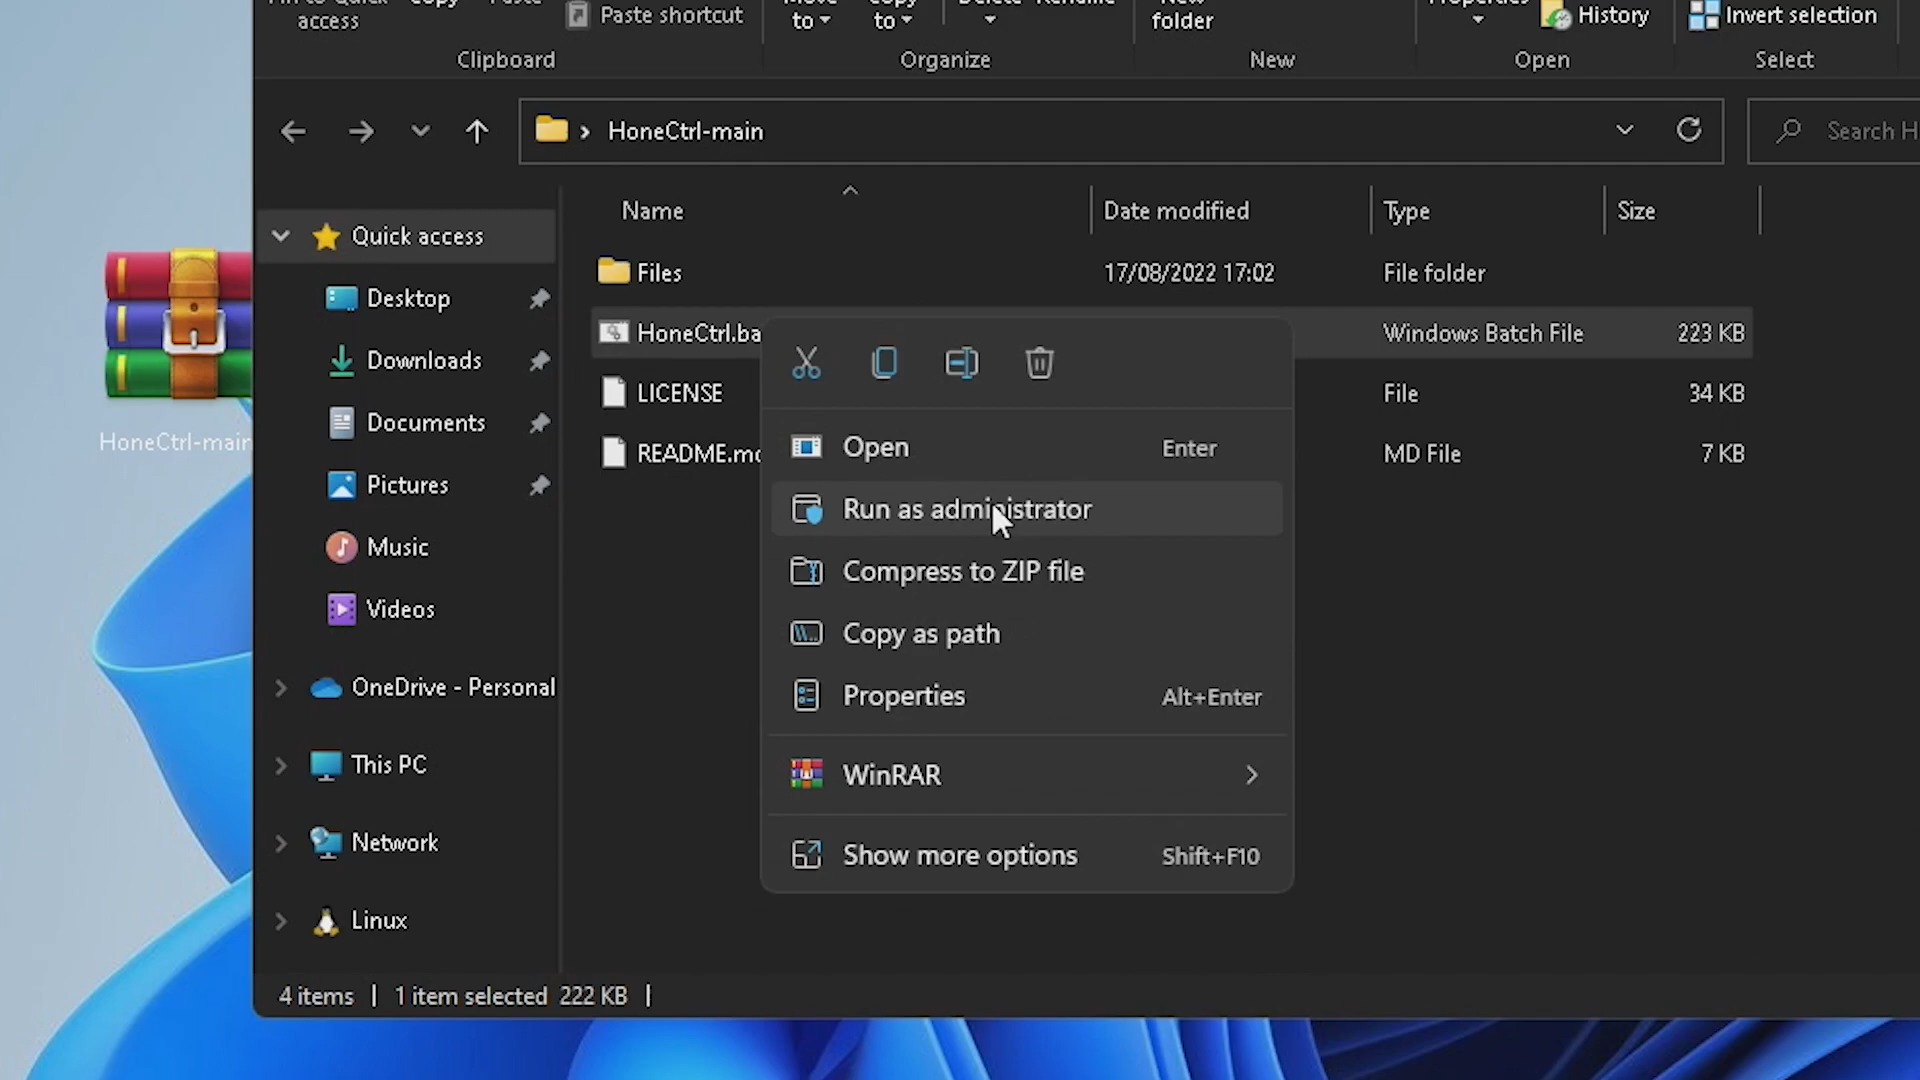 access
Paste shortcut
to
to
folder
History
Invert selection
Clipboard
Organize
New
Open
Select
HoneCtrl-main
Search H
Name
Date modified
Type
Size
Quick access
Files
17/08/2022 17:02
File folder
Desktop
HoneCtrl.ba
Windows Batch File
223 KB
Downloads
LICENSE
File
34 KB
Documents
README.md
MD File
7 KB
HoneCtrl-main
Pictures
Music
Videos
OneDrive - Personal
This PC
Network
Linux
Open
Enter
Run as administrator
Compress to ZIP file
Copy as path
Properties
Alt+Enter
WinRAR
Show more options
Shift+F10
4 items
1 item selected 222 KB